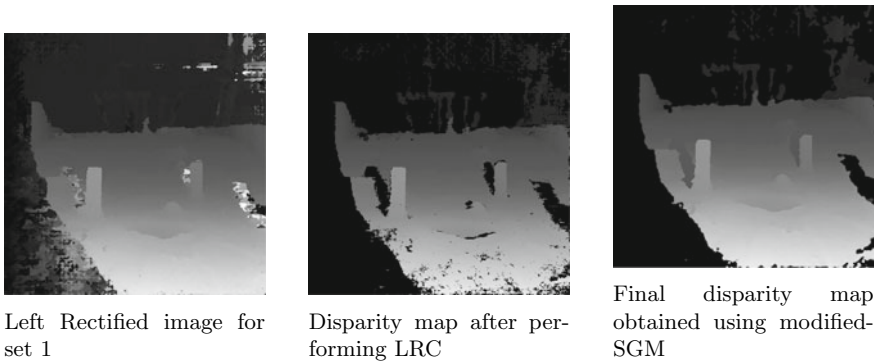 Left Rectified image for
set 1
Disparity map after per-
forming LRC
Final disparity map
obtained using modified-
SGM